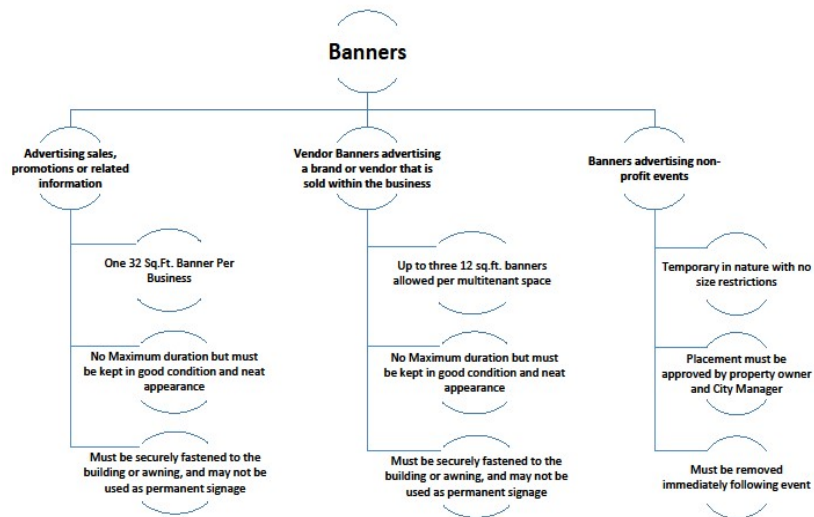 Banners
Advertising sales,
promotions or related
information
Vendor Banners advertising
a brand or vendor that is
sold within the business
Banners advertising non-
profit events
One 32 Sq.Ft. Banner Per
Business
Up to three 12 sq.ft. banners
allowed per multitenant space
Temporary in nature with no
size restrictions
No Maximum duration but must
be kept in good condition and neat
appearance
No Maximum duration but must
be kept in good condition and neat
appearance
Placement must be
approved by property owner
and City Manager
Must be securely fastened to the
building or awning, and may not be
used as permanent signage
Must be securely fastened to the
building or awning, and may not be
used as permanent signage
Must be removed
immediately following event